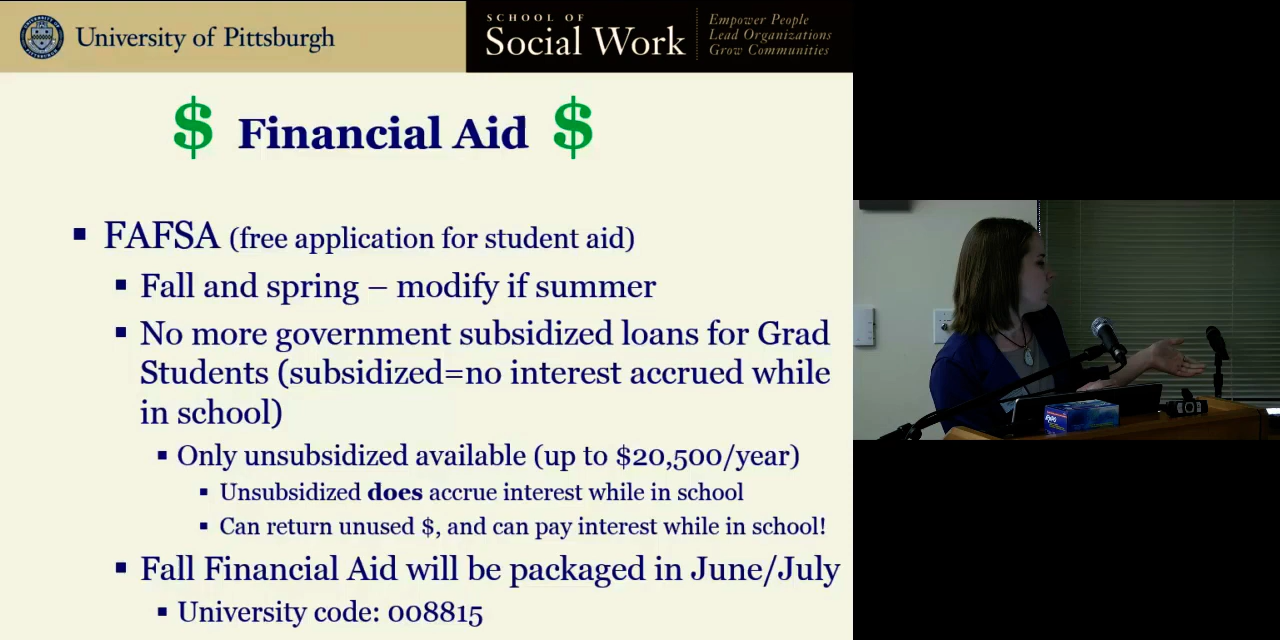 University of Pittsburgh
SCHOOL OF
Social Work
Empower People
Lead Organizations
Grow Communities
$ Financial Aid $
▪ FAFSA (free application for student aid)
▪ Fall and spring – modify if summer
▪ No more government subsidized loans for Grad
Students (subsidized=no interest accrued while
in school)
▪ Only unsubsidized available (up to $20,500/year)
▪ Unsubsidized does accrue interest while in school
▪ Can return unused $, and can pay interest while in school!
▪ Fall Financial Aid will be packaged in June/July
▪ University code: 008815